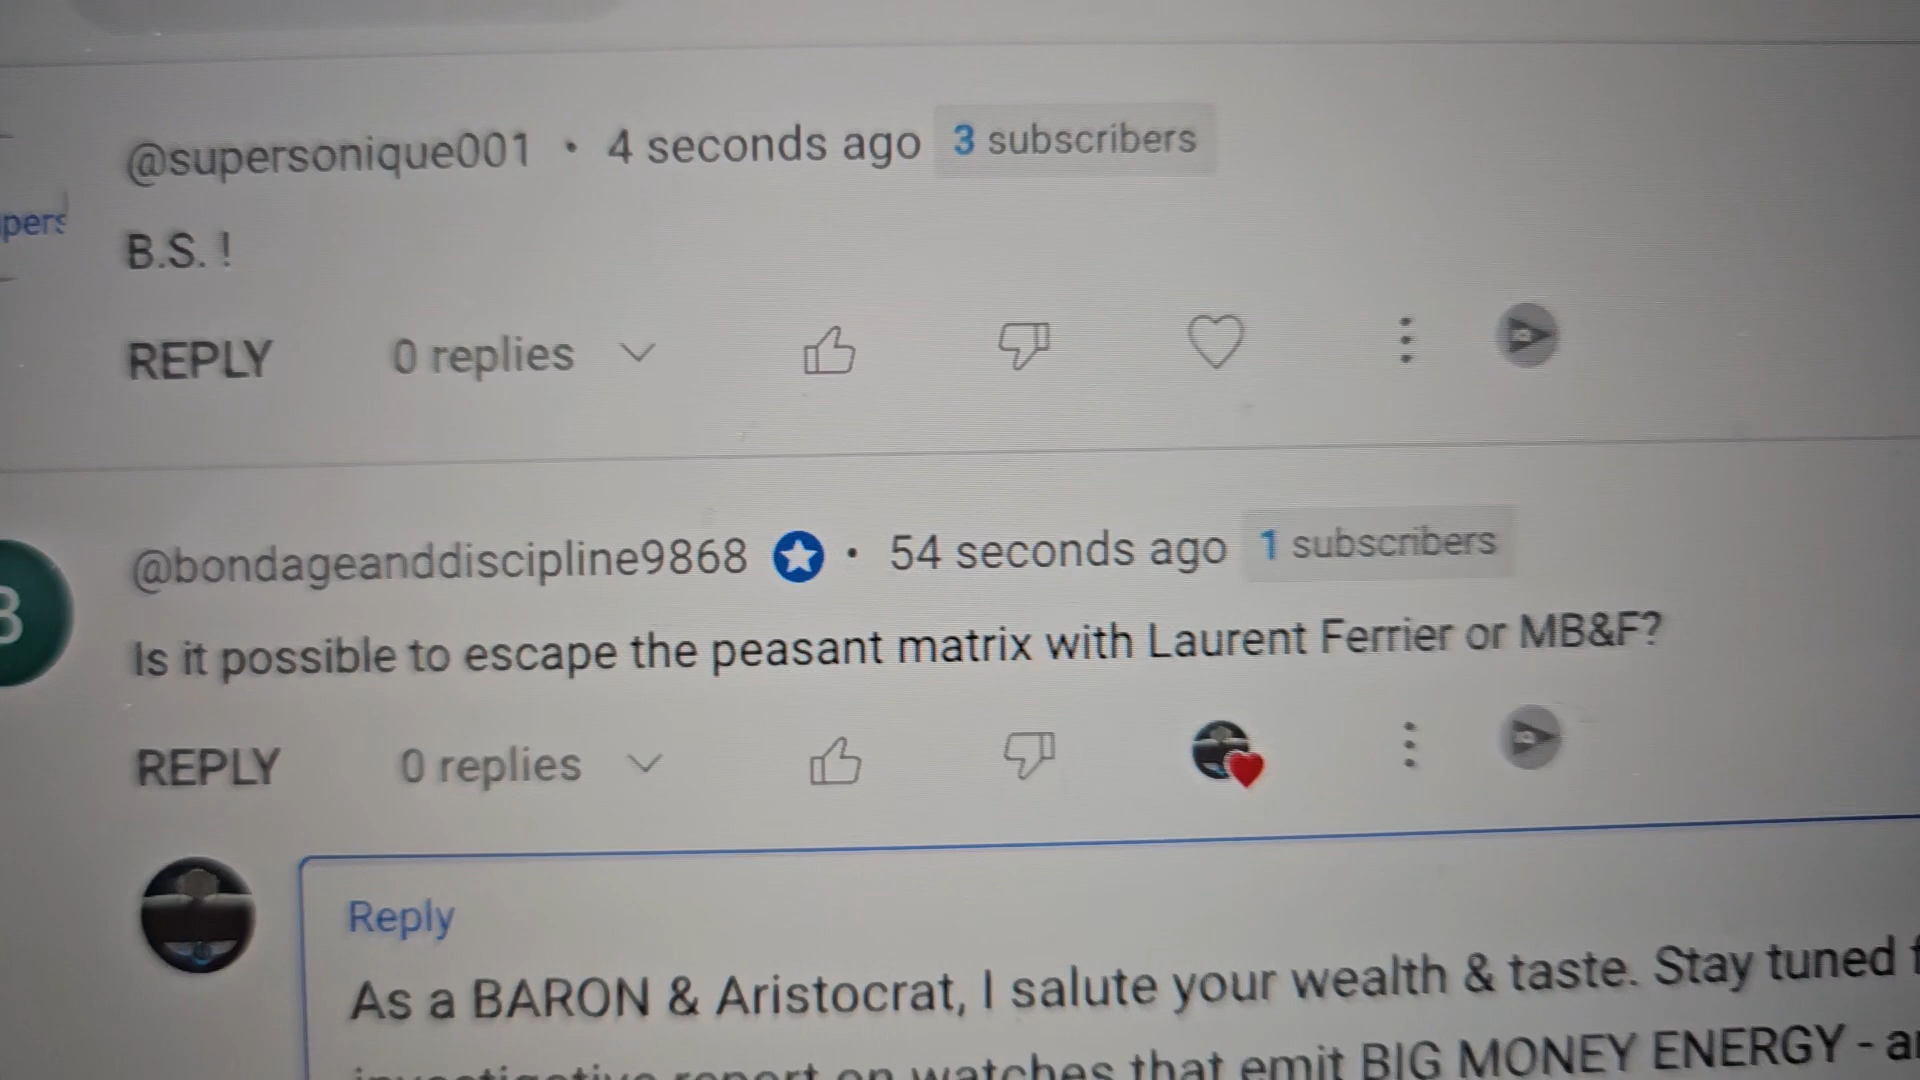 @supersonique001 • 4 seconds ago 3 subscribers
pers
B.S. !
REPLY 0 replies
@bondageanddiscipline9868 • 54 seconds ago 1 subscribers
B
Is it possible to escape the peasant matrix with Laurent Ferrier or MB&F?
REPLY 0 replies
Reply
As a BARON & Aristocrat, I salute your wealth & taste. Stay tuned f
investigative report on watches that emit BIG MONEY ENERGY - a